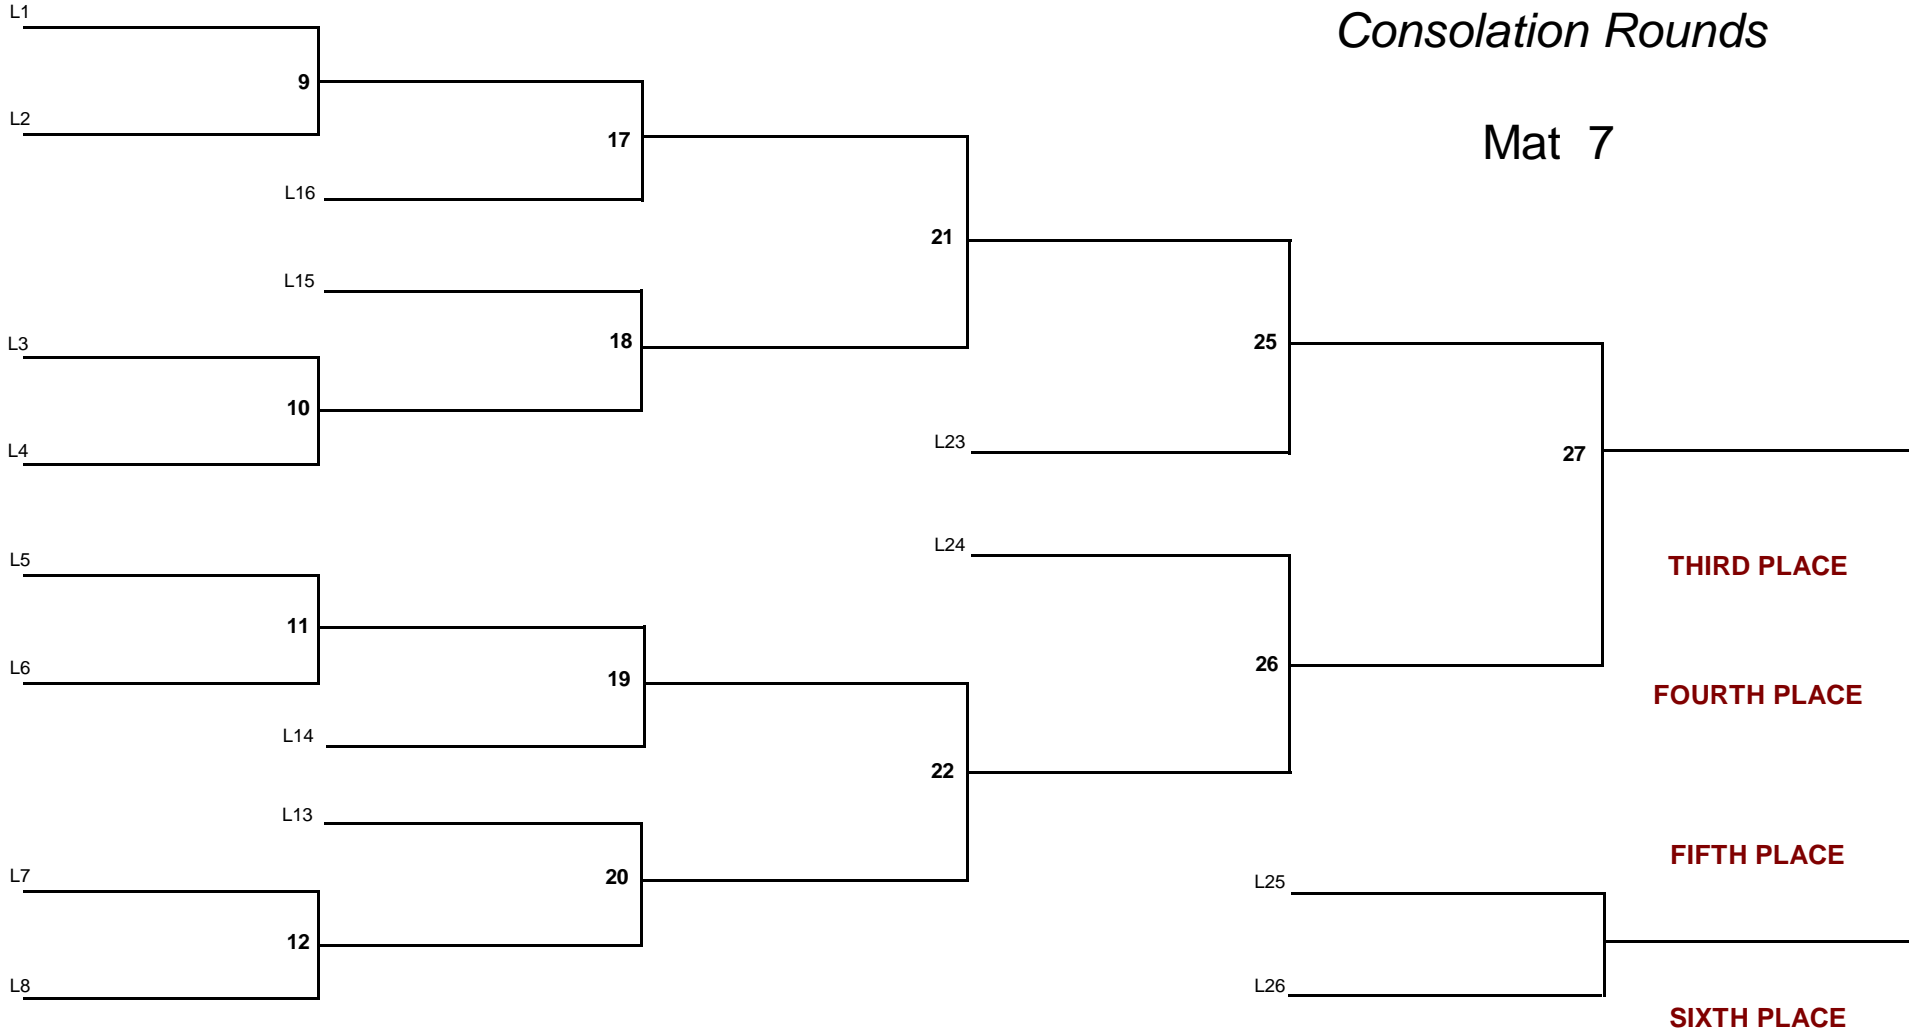 L1
Consolation Rounds
9
L2
17
Mat 7
L16
21
L15
18
L3
25
10
L4
L23
27
L5
L24
THIRD PLACE
11
L6
19
26
FOURTH PLACE
L14
22
L13
FIFTH PLACE
L7
20
L25
12
L8
L26
SIXTH PLACE